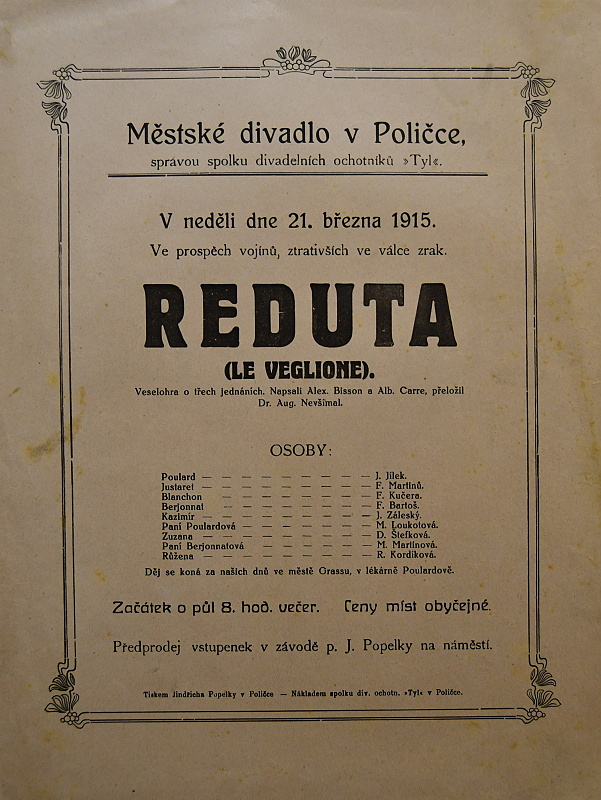 Městské divadlo v Poličce,
správou spolku divadelních ochotníků »Tyl«.
V neděli dne 21. března 1915.
Ve prospěch vojínů, ztrativších ve válce zrak.
REDUTA
(LE VEGLIONE).
Veselohra o třech jednáních. Napsali Alex. Bisson a Alb. Carre, přeložil
Dr. Aug. Nevšímal.
OSOBY:
Poulard — — — — — — — — — J. Jílek.
Justaret — — — — — — — — — F. Martinů.
Blanchon — — — — — — — — F. Kučera.
Berjonnat — — — — — — — — F. Bartoš.
Kazimír — — — — — — — — — J. Záleský.
Paní Poulardová — — — — — — — M. Loukotová.
Zuzana — — — — — — — — — D. Štefková.
Paní Berjonnatová — — — — — — M. Martinová.
Růžena — — — — — — — — — R. Kordíková.
Děj se koná za našich dnů ve městě Grassu, v lékárně Poulardově.
Začátek o půl 8. hod. večer. Ceny míst obyčejné.
Předprodej vstupenek v závodě p. J. Popelky na náměstí.
Tiskem Jindřicha Popelky v Poličce — Nákladem spolku div. ochotn. »Tyl« v Poličce.